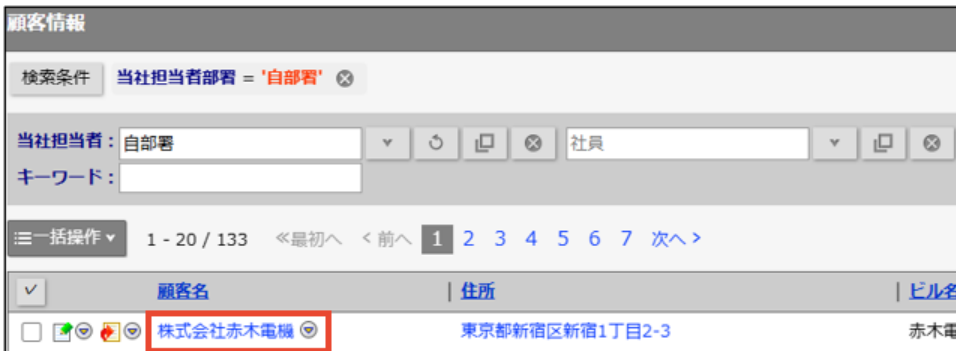 顧客情報
検索条件 当社担当者部署 = '自部署'
当社担当者： 自部署 社員
キーワード：
一括操作 1 - 20 / 133 ≪最初へ ＜前へ 1 2 3 4 5 6 7 次へ＞
顧客名 住所 ビル名
株式会社赤木電機 東京都新宿区新宿1丁目2-3 赤木電